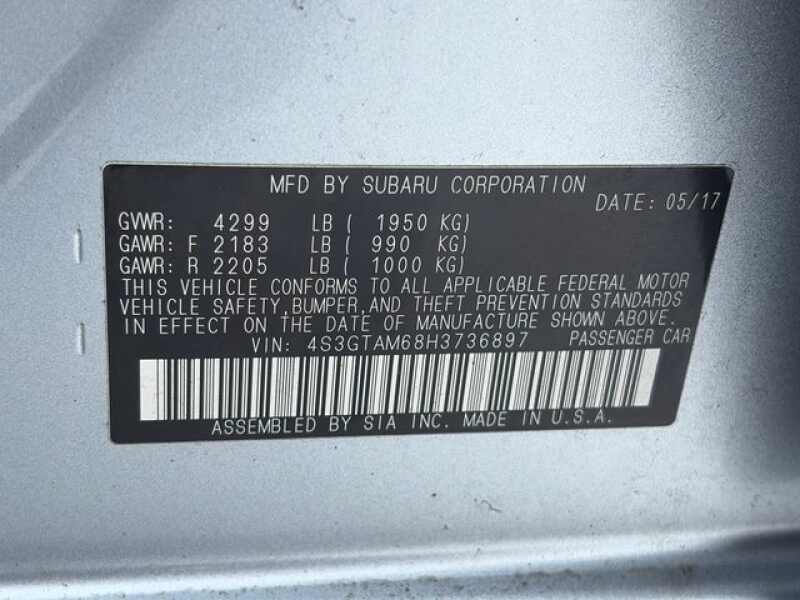 MFD BY SUBARU CORPORATION
DATE: 05/17
GVWR: 4299 LB ( 1950 KG)
GAWR: F 2183 LB ( 990 KG)
GAWR: R 2205 LB ( 1000 KG)
THIS VEHICLE CONFORMS TO ALL APPLICABLE FEDERAL MOTOR
VEHICLE SAFETY,BUMPER,AND THEFT PREVENTION STANDARDS
IN EFFECT ON THE DATE OF MANUFACTURE SHOWN ABOVE.
VIN: 4S3GTAM68H3736897 PASSENGER CAR
ASSEMBLED BY SIA INC. MADE IN U.S.A.